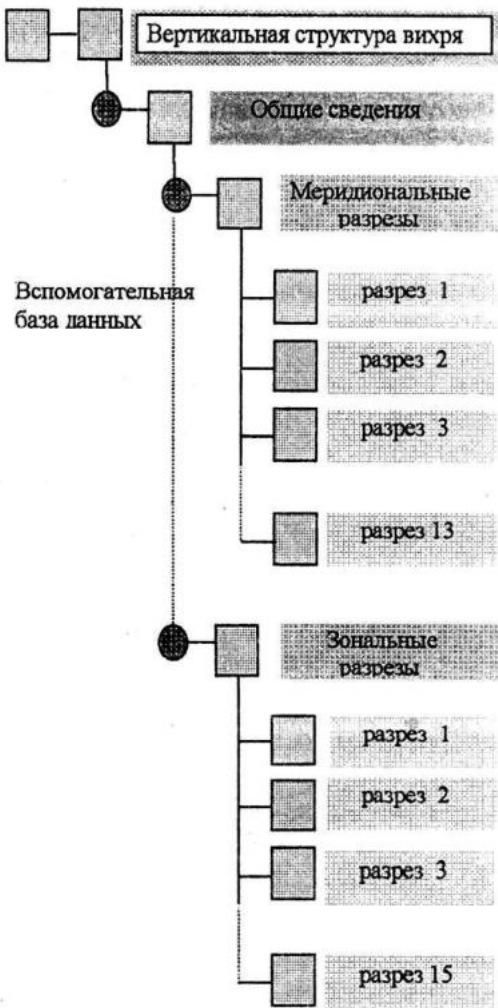 Вертикальная структура вихря
Общие сведения
Меридиональные
разрезы
Вспомогательная
база данных
разрез 1
разрез 2
разрез 3
разрез 13
Зональные
разрезы
разрез 1
разрез 2
разрез 3
разрез 15